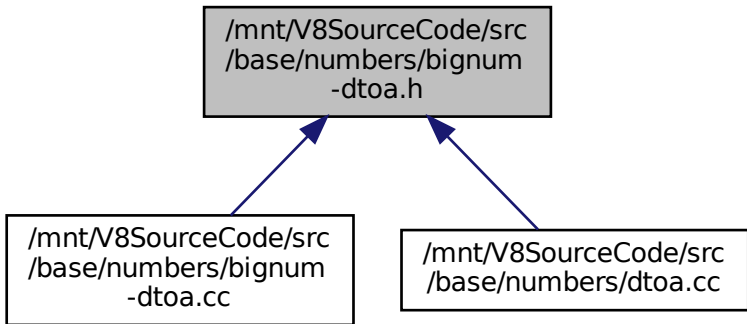 /mnt/V8SourceCode/src
/base/numbers/bignum
-dtoa.h
/mnt/V8SourceCode/src
/base/numbers/bignum
-dtoa.cc
/mnt/V8SourceCode/src
/base/numbers/dtoa.cc